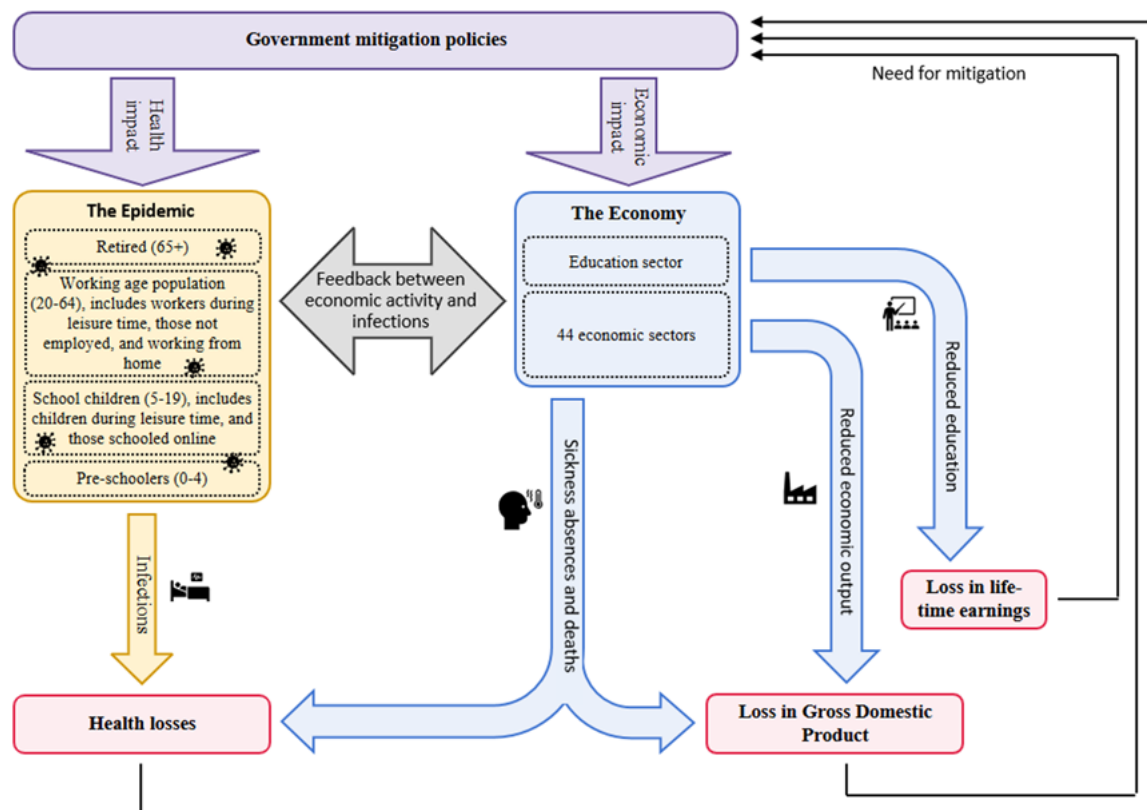 Government mitigation policies
Need for mitigation
Health
impact
Economic
impact
The Epidemic
Retired (65+)
Working age population
(20-64), includes workers during
leisure time, those not
employed, and working from
home
School children (5-19), includes
children during leisure time, and
those schooled online
Pre-schoolers (0-4)
Feedback between
economic activity and
infections
The Economy
Education sector
44 economic sectors
Infections
Sickness absences and deaths
Reduced economic output
Reduced education
Loss in life-
time earnings
Health losses
Loss in Gross Domestic
Product